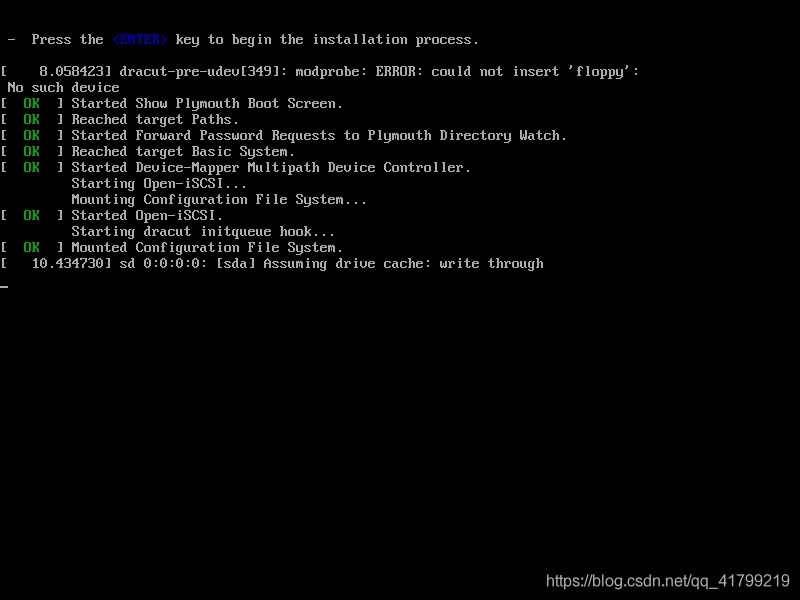 -  Press the <ENTER> key to begin the installation process.
[    8.058423] dracut-pre-udev[349]: modprobe: ERROR: could not insert 'floppy':
No such device
[  OK  ] Started Show Plymouth Boot Screen.
[  OK  ] Reached target Paths.
[  OK  ] Started Forward Password Requests to Plymouth Directory Watch.
[  OK  ] Reached target Basic System.
[  OK  ] Started Device-Mapper Multipath Device Controller.
Starting Open-iSCSI...
Mounting Configuration File System...
[  OK  ] Started Open-iSCSI.
Starting dracut initqueue hook...
[  OK  ] Mounted Configuration File System.
[   10.434730] sd 0:0:0:0: [sda] Assuming drive cache: write through
https://blog.csdn.net/qq_41799219